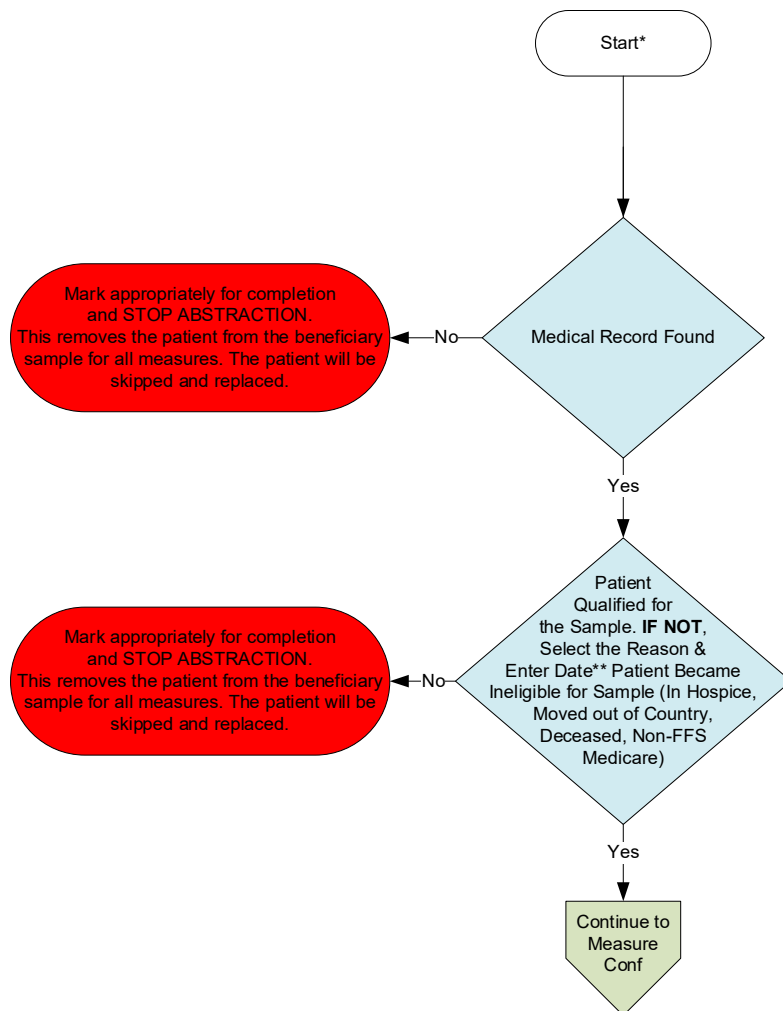 Start*
Medical Record Found
No
Mark appropriately for completion
and STOP ABSTRACTION.
This removes the patient from the beneficiary
sample for all measures. The patient will be
skipped and replaced.
Yes
Patient
Qualified for
the Sample. IF NOT,
Select the Reason &
Enter Date** Patient Became
Ineligible for Sample (In Hospice,
Moved out of Country,
Deceased, Non-FFS
Medicare)
No
Mark appropriately for completion
and STOP ABSTRACTION.
This removes the patient from the beneficiary
sample for all measures. The patient will be
skipped and replaced.
Yes
Continue to
Measure
Conf